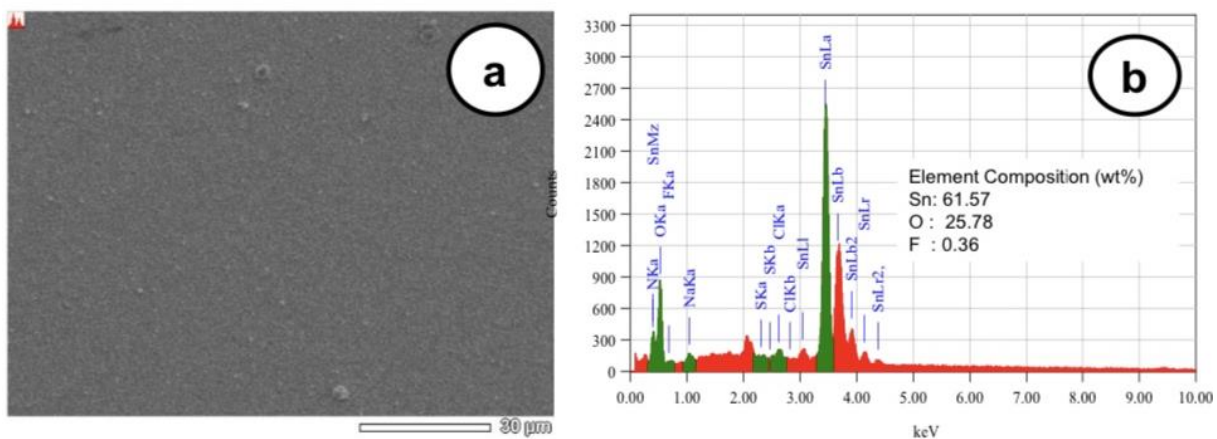 a
30 μm
b
Counts
3300
3000
2700
2400
2100
1800
1500
1200
900
600
300
0
NKa
OKa
SnMz
FKa
NaKa
SKa
SKb
ClKa
ClKb
SnLl
SnLa
SnLb
SnLb2
SnLr
SnLr2,
Element Composition (wt%)
Sn: 61.57
O : 25.78
F : 0.36
0.00 1.00 2.00 3.00 4.00 5.00 6.00 7.00 8.00 9.00 10.00
keV